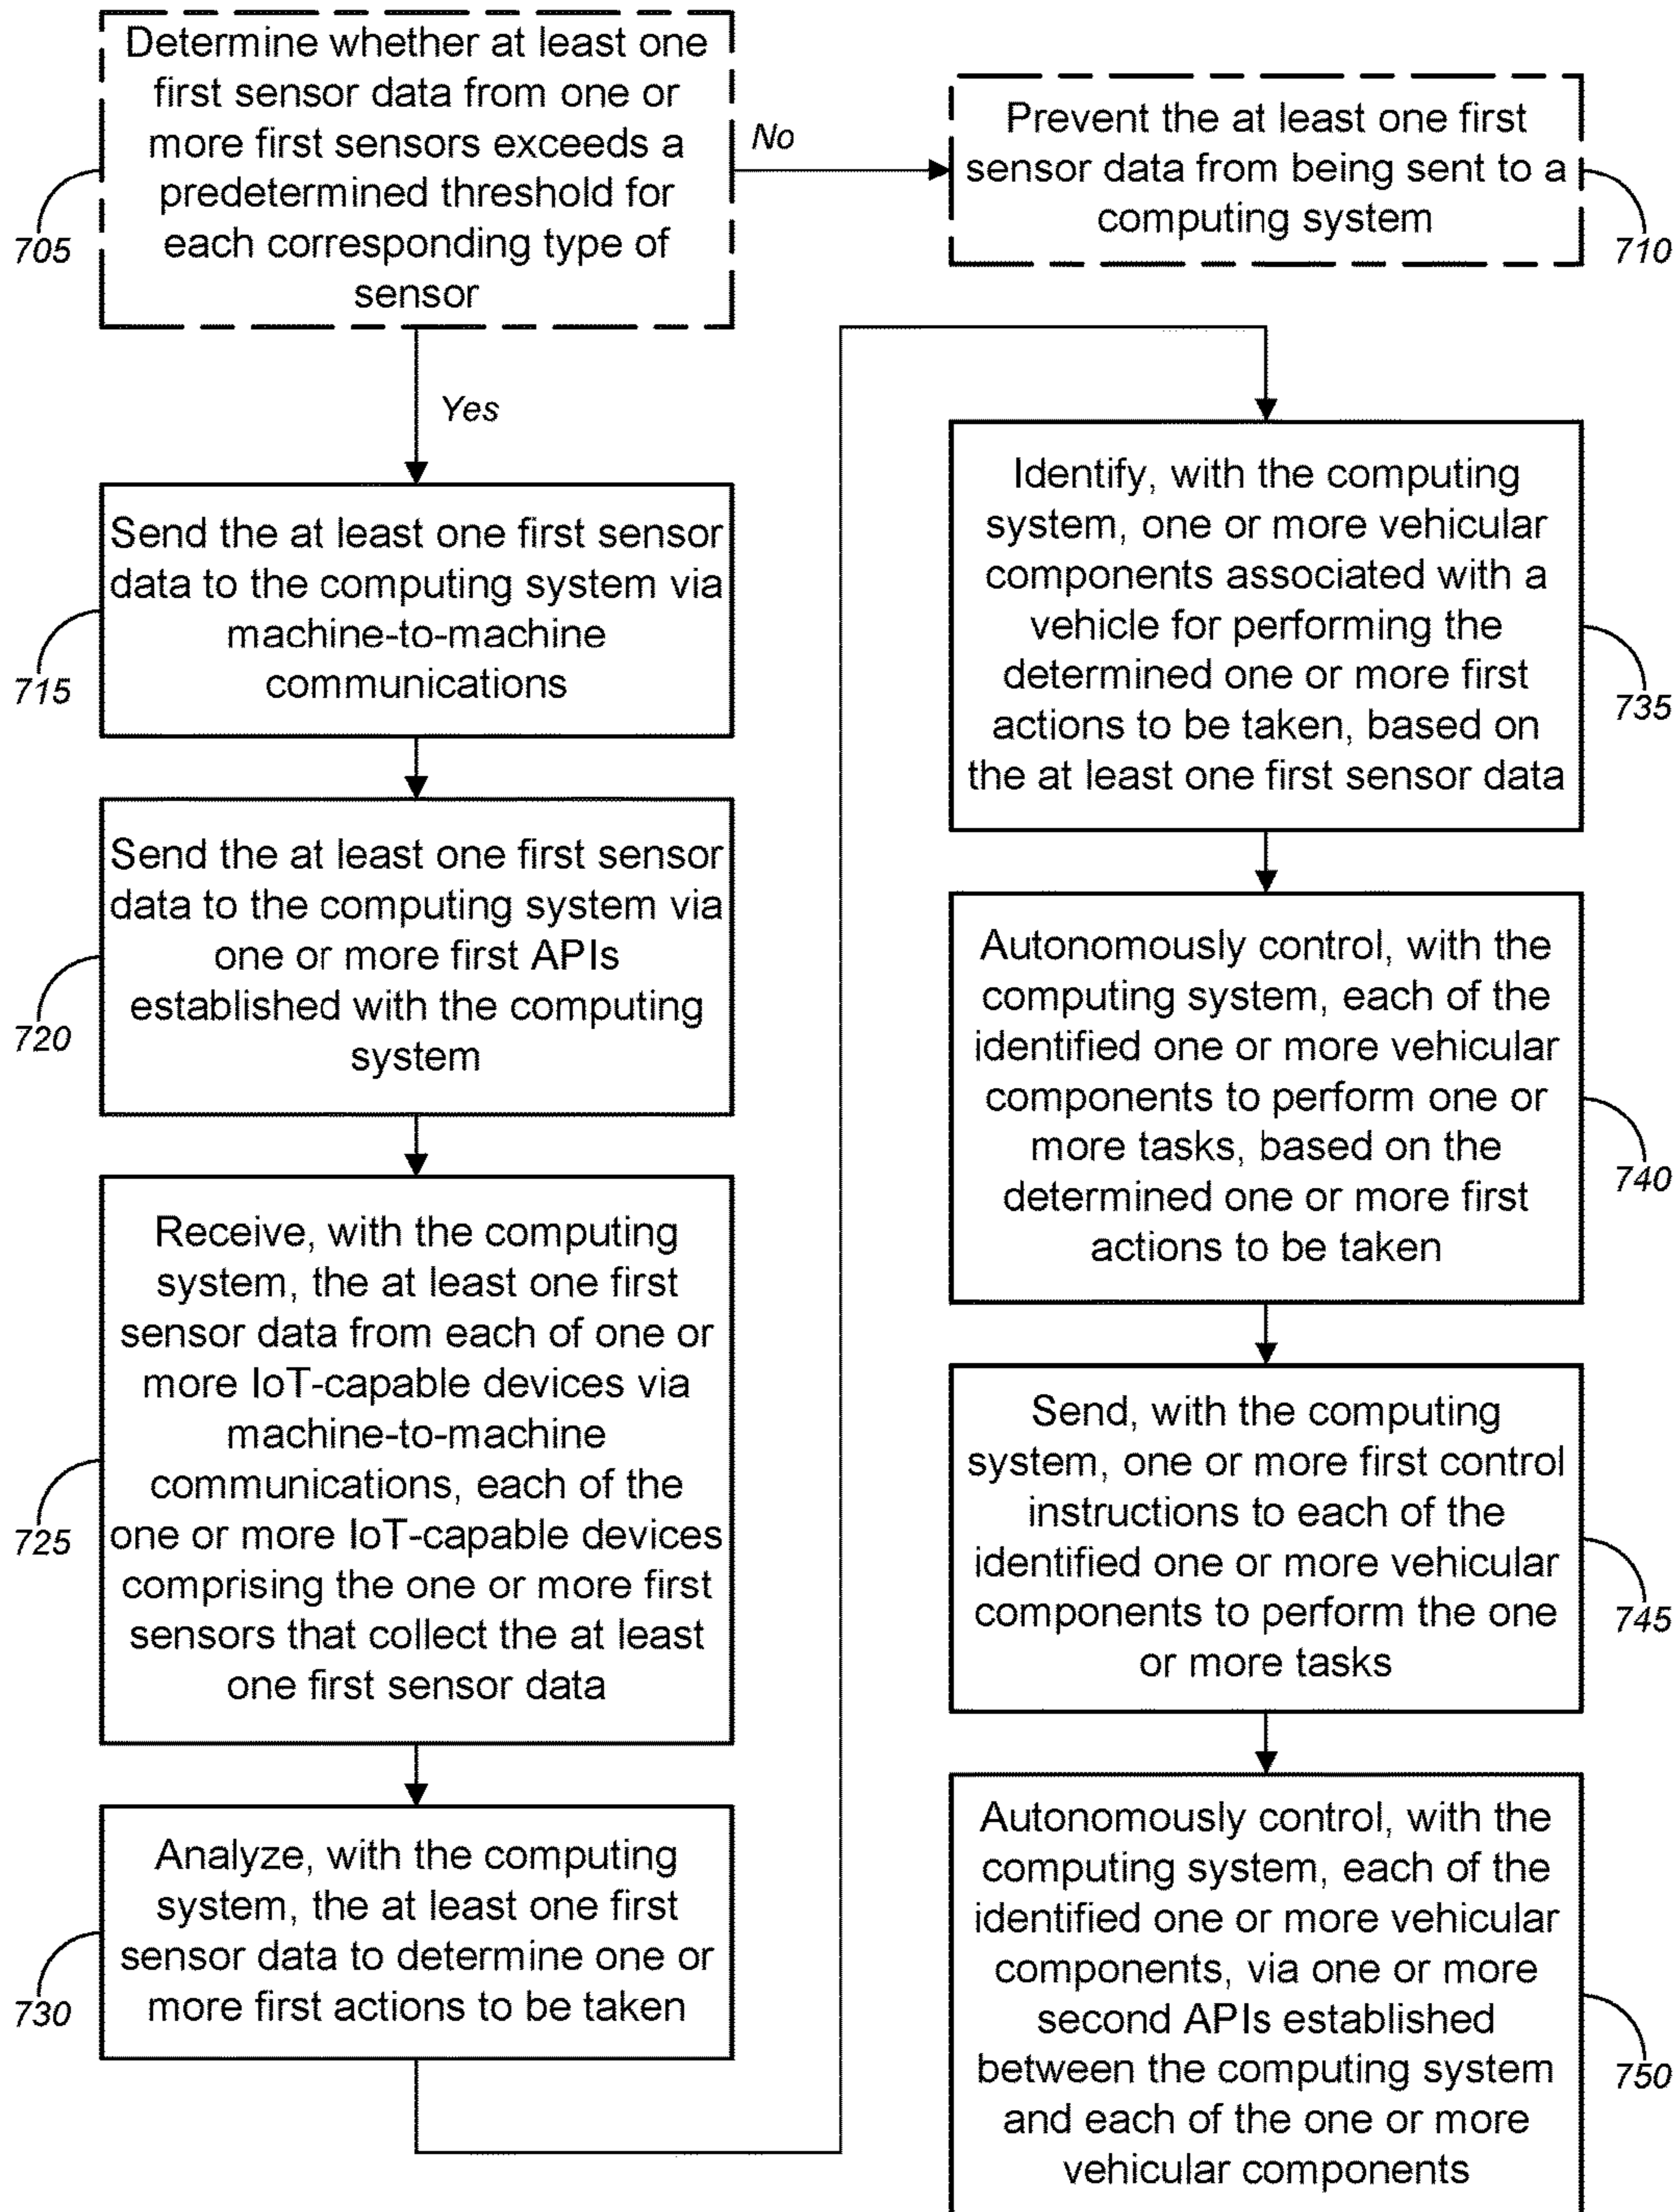 Determine whether at least one
first sensor data from one or
more first sensors exceeds a
predetermined threshold for
each corresponding type of
sensor
705
No
Prevent the at least one first
sensor data from being sent to a
computing system
710
Yes
Send the at least one first sensor
data to the computing system via
machine-to-machine
communications
715
Send the at least one first sensor
data to the computing system via
one or more first APIs
established with the computing
system
720
Receive, with the computing
system, the at least one first
sensor data from each of one or
more IoT-capable devices via
machine-to-machine
communications, each of the
one or more IoT-capable devices
comprising the one or more first
sensors that collect the at least
one first sensor data
725
Analyze, with the computing
system, the at least one first
sensor data to determine one or
more first actions to be taken
730
Identify, with the computing
system, one or more vehicular
components associated with a
vehicle for performing the
determined one or more first
actions to be taken, based on
the at least one first sensor data
735
Autonomously control, with the
computing system, each of the
identified one or more vehicular
components to perform one or
more tasks, based on the
determined one or more first
actions to be taken
740
Send, with the computing
system, one or more first control
instructions to each of the
identified one or more vehicular
components to perform the one
or more tasks
745
Autonomously control, with the
computing system, each of the
identified one or more vehicular
components, via one or more
second APIs established
between the computing system
and each of the one or more
vehicular components
750